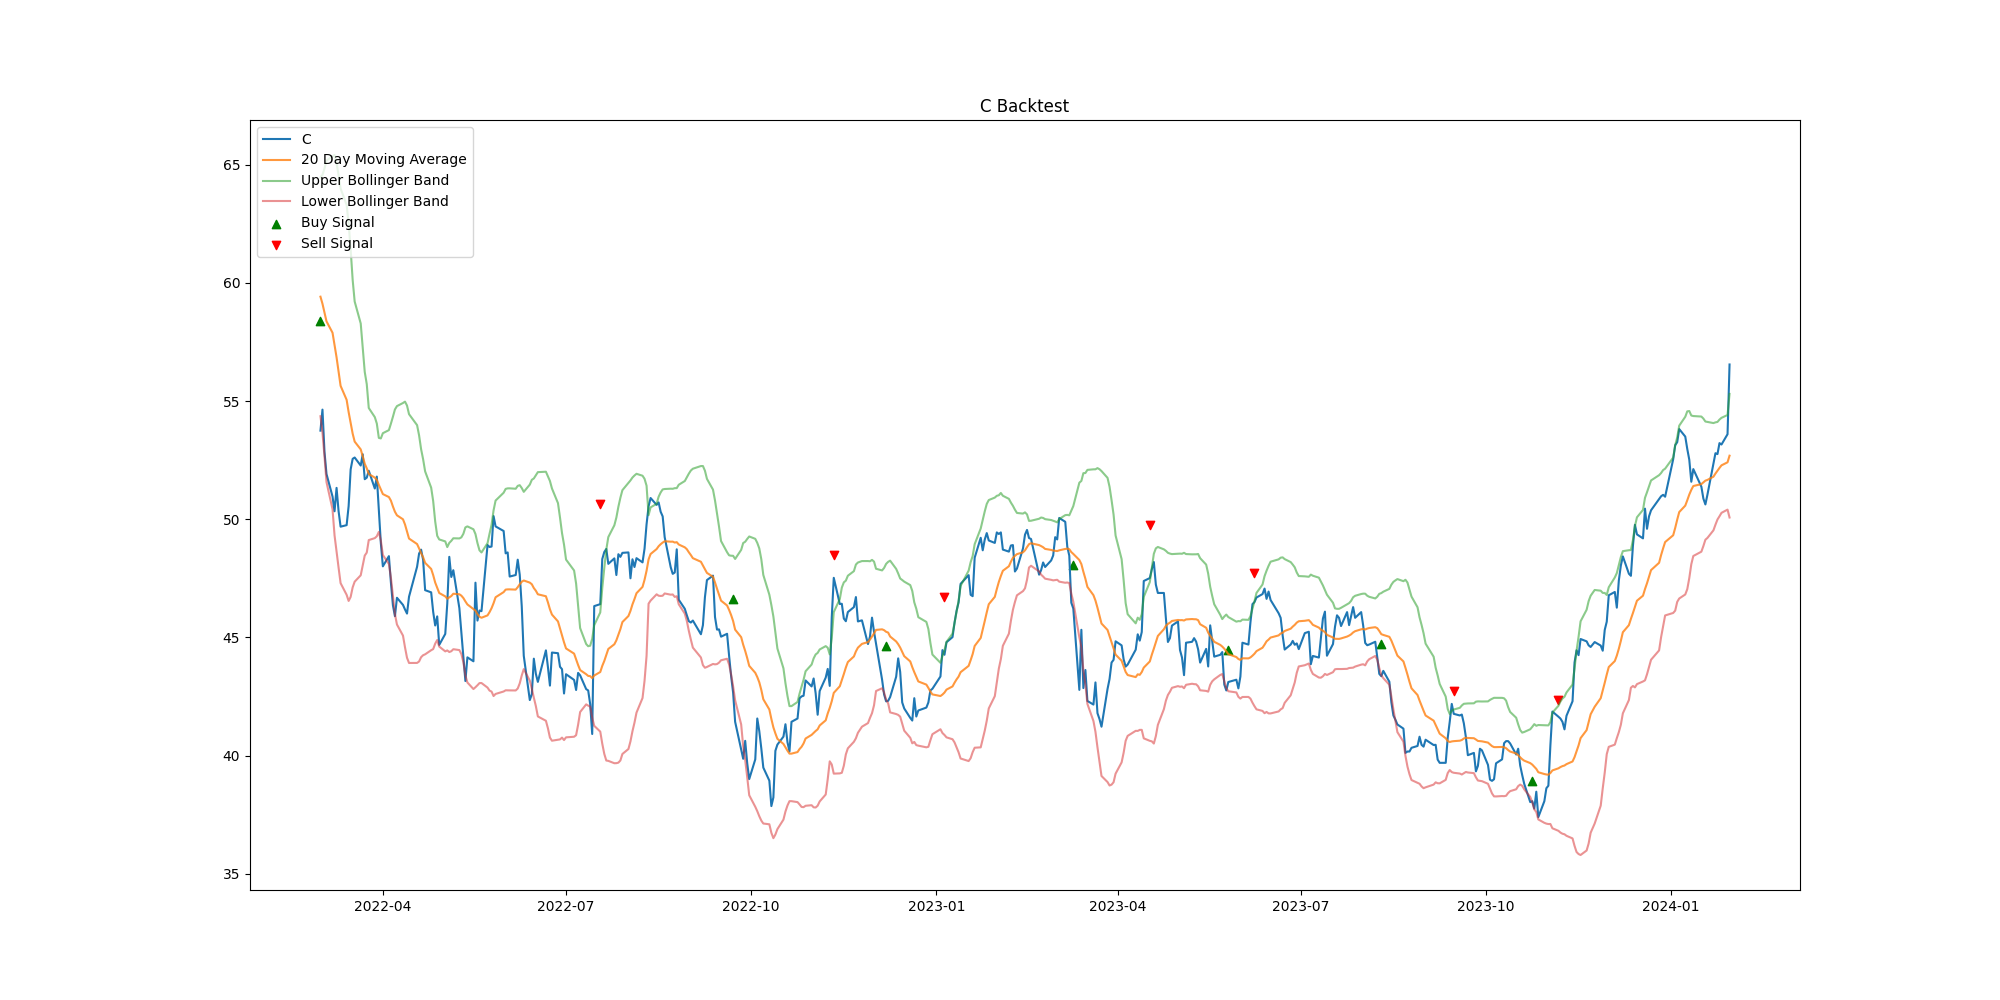 C Backtest
C
20 Day Moving Average
Upper Bollinger Band
Lower Bollinger Band
Buy Signal
Sell Signal
65
60
55
50
45
40
35
2022-04
2022-07
2022-10
2023-01
2023-04
2023-07
2023-10
2024-01